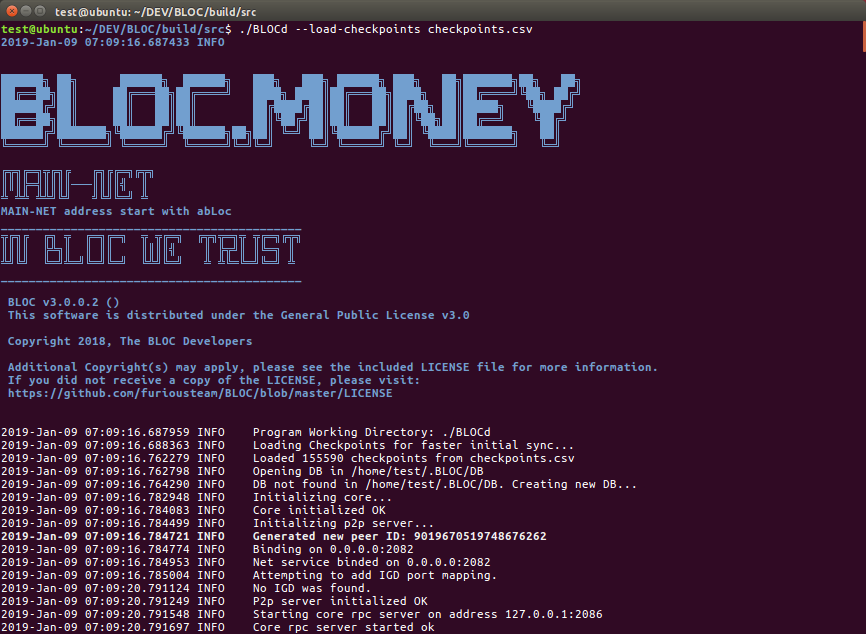 test@ubuntu: ~/DEV/BLOC/build/src
test@ubuntu:~/DEV/BLOC/build/src$ ./BLOCd --load-checkpoints checkpoints.csv
2019-Jan-09 07:09:16.687433 INFO
BLOC.MONEY
MAIN-NET
MAIN-NET address start with abLoc
IN BLOC WE TRUST
BLOC v3.0.0.2 ()
This software is distributed under the General Public License v3.0
Copyright 2018, The BLOC Developers
Additional Copyright(s) may apply, please see the included LICENSE file for more information.
If you did not receive a copy of the LICENSE, please visit:
https://github.com/furiousteam/BLOC/blob/master/LICENSE
2019-Jan-09 07:09:16.687959 INFO    Program Working Directory: ./BLOCd
2019-Jan-09 07:09:16.688363 INFO    Loading Checkpoints for faster initial sync...
2019-Jan-09 07:09:16.762279 INFO    Loaded 155590 checkpoints from checkpoints.csv
2019-Jan-09 07:09:16.762798 INFO    Opening DB in /home/test/.BLOC/DB
2019-Jan-09 07:09:16.764290 INFO    DB not found in /home/test/.BLOC/DB. Creating new DB...
2019-Jan-09 07:09:16.782948 INFO    Initializing core...
2019-Jan-09 07:09:16.784083 INFO    Core initialized OK
2019-Jan-09 07:09:16.784499 INFO    Initializing p2p server...
2019-Jan-09 07:09:16.784721 INFO    Generated new peer ID: 9019670519748676262
2019-Jan-09 07:09:16.784774 INFO    Binding on 0.0.0.0:2082
2019-Jan-09 07:09:16.784953 INFO    Net service binded on 0.0.0.0:2082
2019-Jan-09 07:09:16.785004 INFO    Attempting to add IGD port mapping.
2019-Jan-09 07:09:20.791124 INFO    No IGD was found.
2019-Jan-09 07:09:20.791249 INFO    P2p server initialized OK
2019-Jan-09 07:09:20.791548 INFO    Starting core rpc server on address 127.0.0.1:2086
2019-Jan-09 07:09:20.791697 INFO    Core rpc server started ok